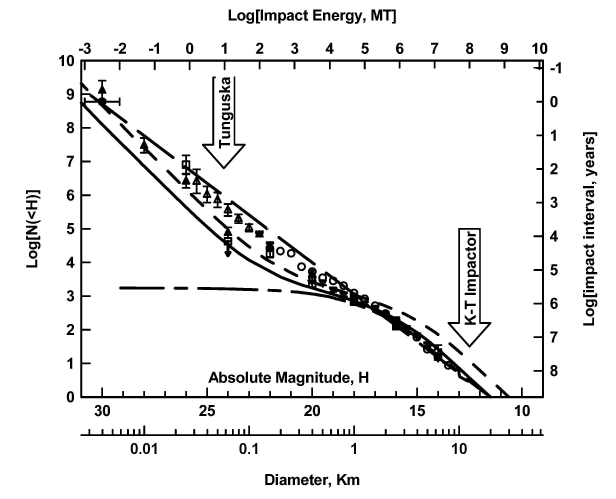 Log[Impact Energy, MT]
-3 -2 -1 0 1 2 3 4 5 6 7 8 9 10
10 9 8 7 6 5 4 3 2 1 0
Log[N(<H)]
Tunguska
K-T Impactor
-1 0 1 2 3 4 5 6 7 8
Log[impact interval, years]
Absolute Magnitude, H
30 25 20 15 10
0.01 0.1 1 10
Diameter, Km